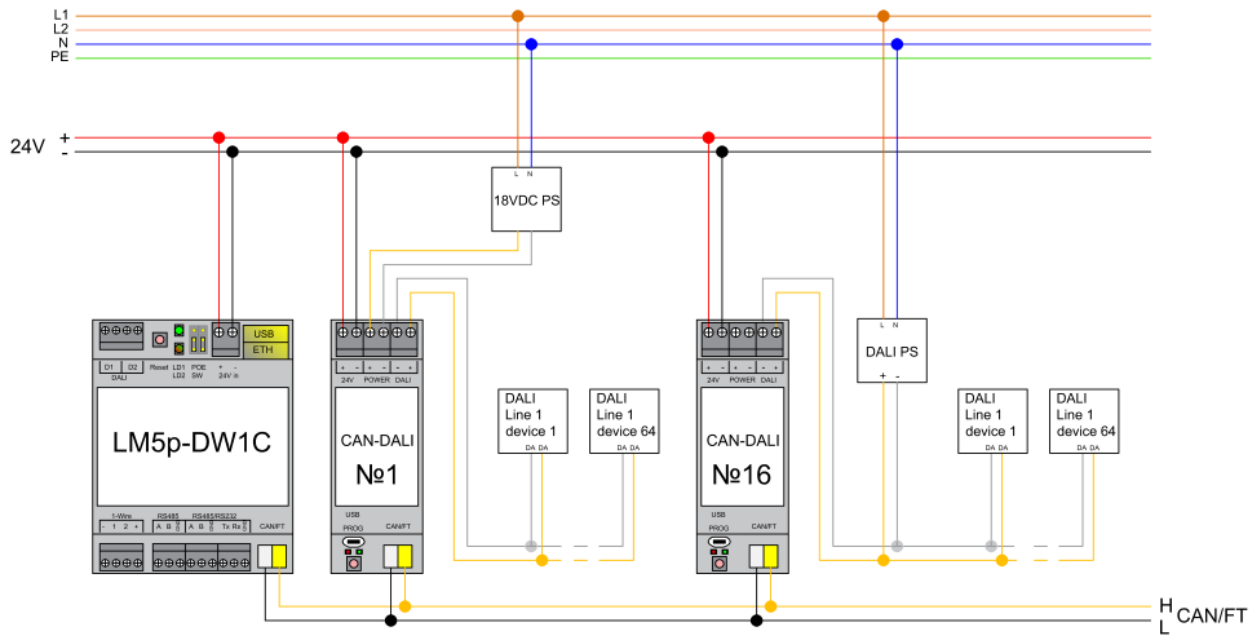 L1
L2
N
PE
24V
+
-
L N
18VDC PS
USB
ETH
D1 D2
DALI
Reset LD1 POE
LD2 SW
+ -
24V in
LM5p-DW1C
1-Wire RS485 RS485/RS232
- 1 2 + A B GND A B GND Tx Rx GND CAN/FT
+ - + - - +
24V POWER DALI
CAN-DALI
№1
USB
PROG CAN/FT
DALI
Line 1
device 1
DA DA
DALI
Line 1
device 64
DA DA
+ - + - - +
24V POWER DALI
CAN-DALI
№16
USB
PROG CAN/FT
L N
DALI PS
+ -
DALI
Line 1
device 1
DA DA
DALI
Line 1
device 64
DA DA
H
L
CAN/FT